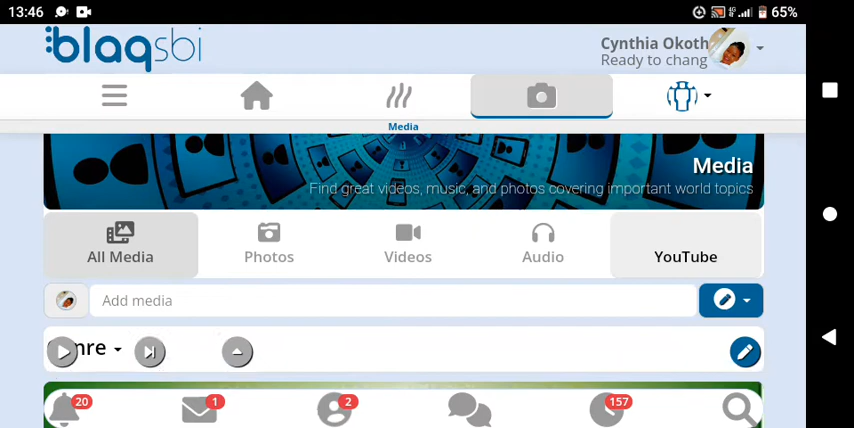 13:46
4G
65%
blaqsbi
Cynthia Okoth
Ready to chang
Media
Media
Find great videos, music, and photos covering important world topics
All Media
Photos
Videos
Audio
YouTube
Add media
20
1
2
157